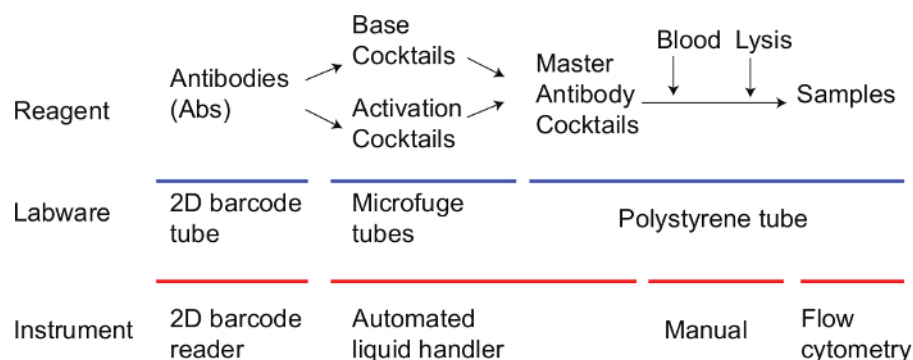 Reagent
Antibodies
(Abs)
Base
Cocktails
Activation
Cocktails
Master
Antibody
Cocktails
Blood
Lysis
Samples
Labware
2D barcode
tube
Microfuge
tubes
Polystyrene tube
Instrument
2D barcode
reader
Automated
liquid handler
Manual
Flow
cytometry